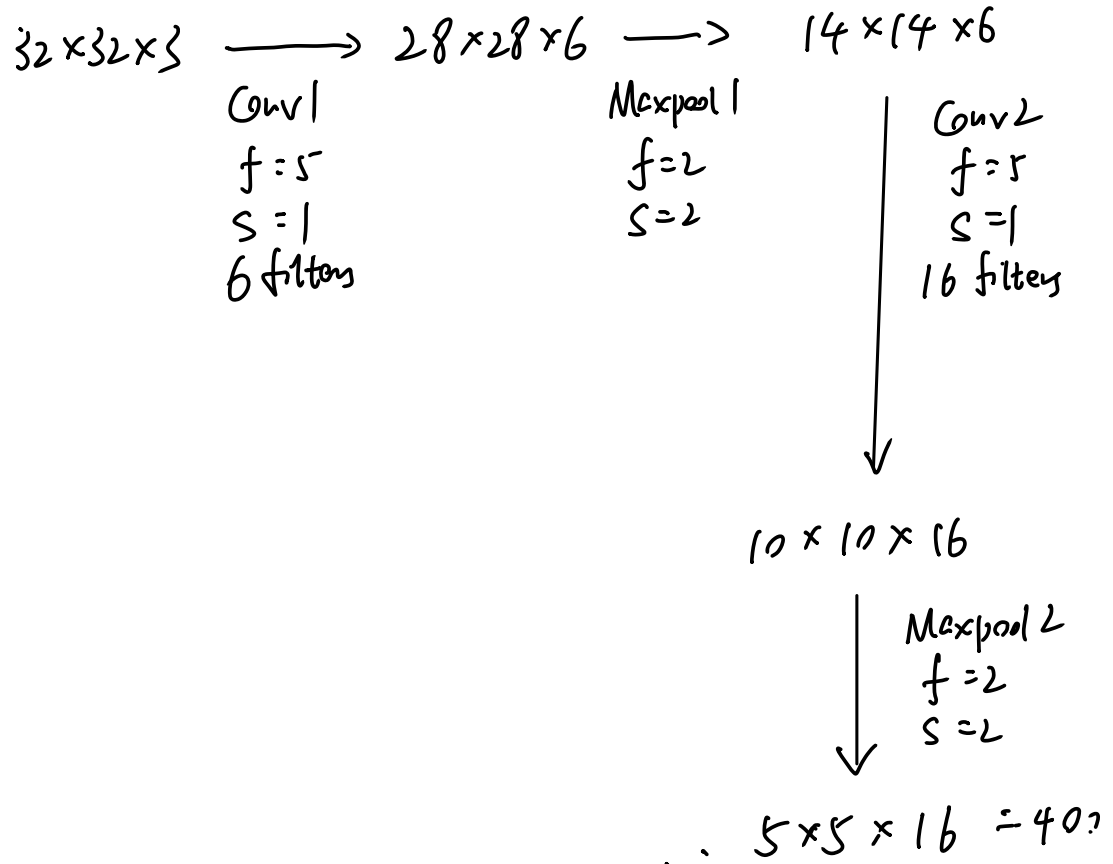 32×32×3 → 28×28×6 → 14×14×6
Conv1
f=5
s=1
6 filters
Maxpool1
f=2
s=2
Conv2
f=5
s=1
16 filters
10×10×16
Maxpool2
f=2
s=2
5×5×16 = 40